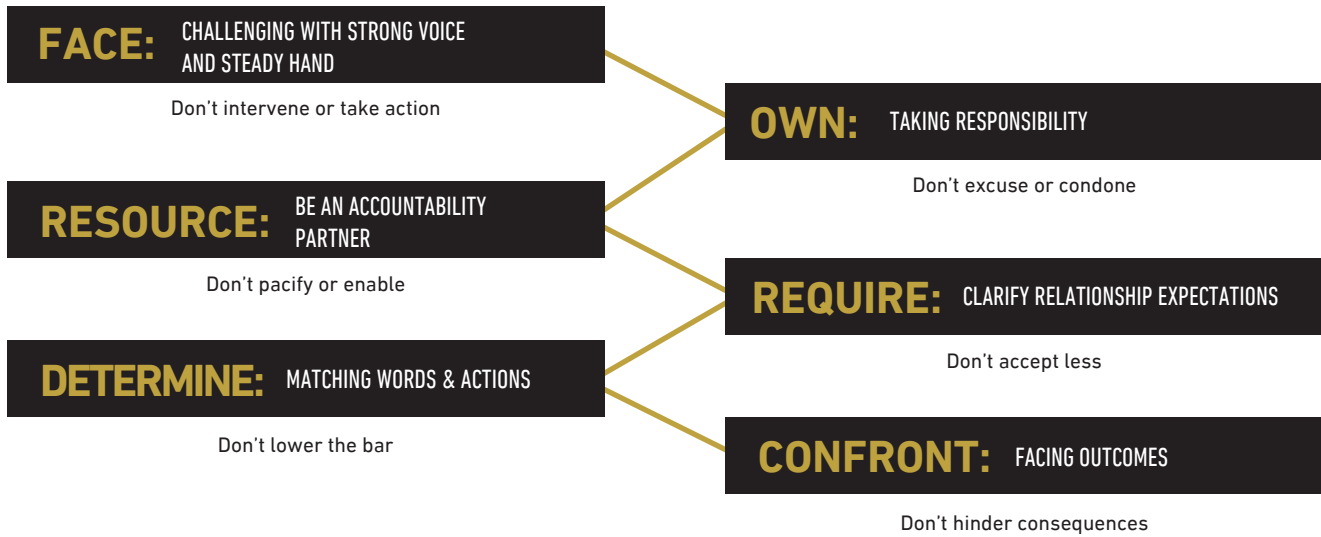 FACE: CHALLENGING WITH STRONG VOICE
AND STEADY HAND
Don't intervene or take action
OWN: TAKING RESPONSIBILITY
Don't excuse or condone
RESOURCE: BE AN ACCOUNTABILITY
PARTNER
Don't pacify or enable
REQUIRE: CLARIFY RELATIONSHIP EXPECTATIONS
Don't accept less
DETERMINE: MATCHING WORDS & ACTIONS
Don't lower the bar
CONFRONT: FACING OUTCOMES
Don't hinder consequences